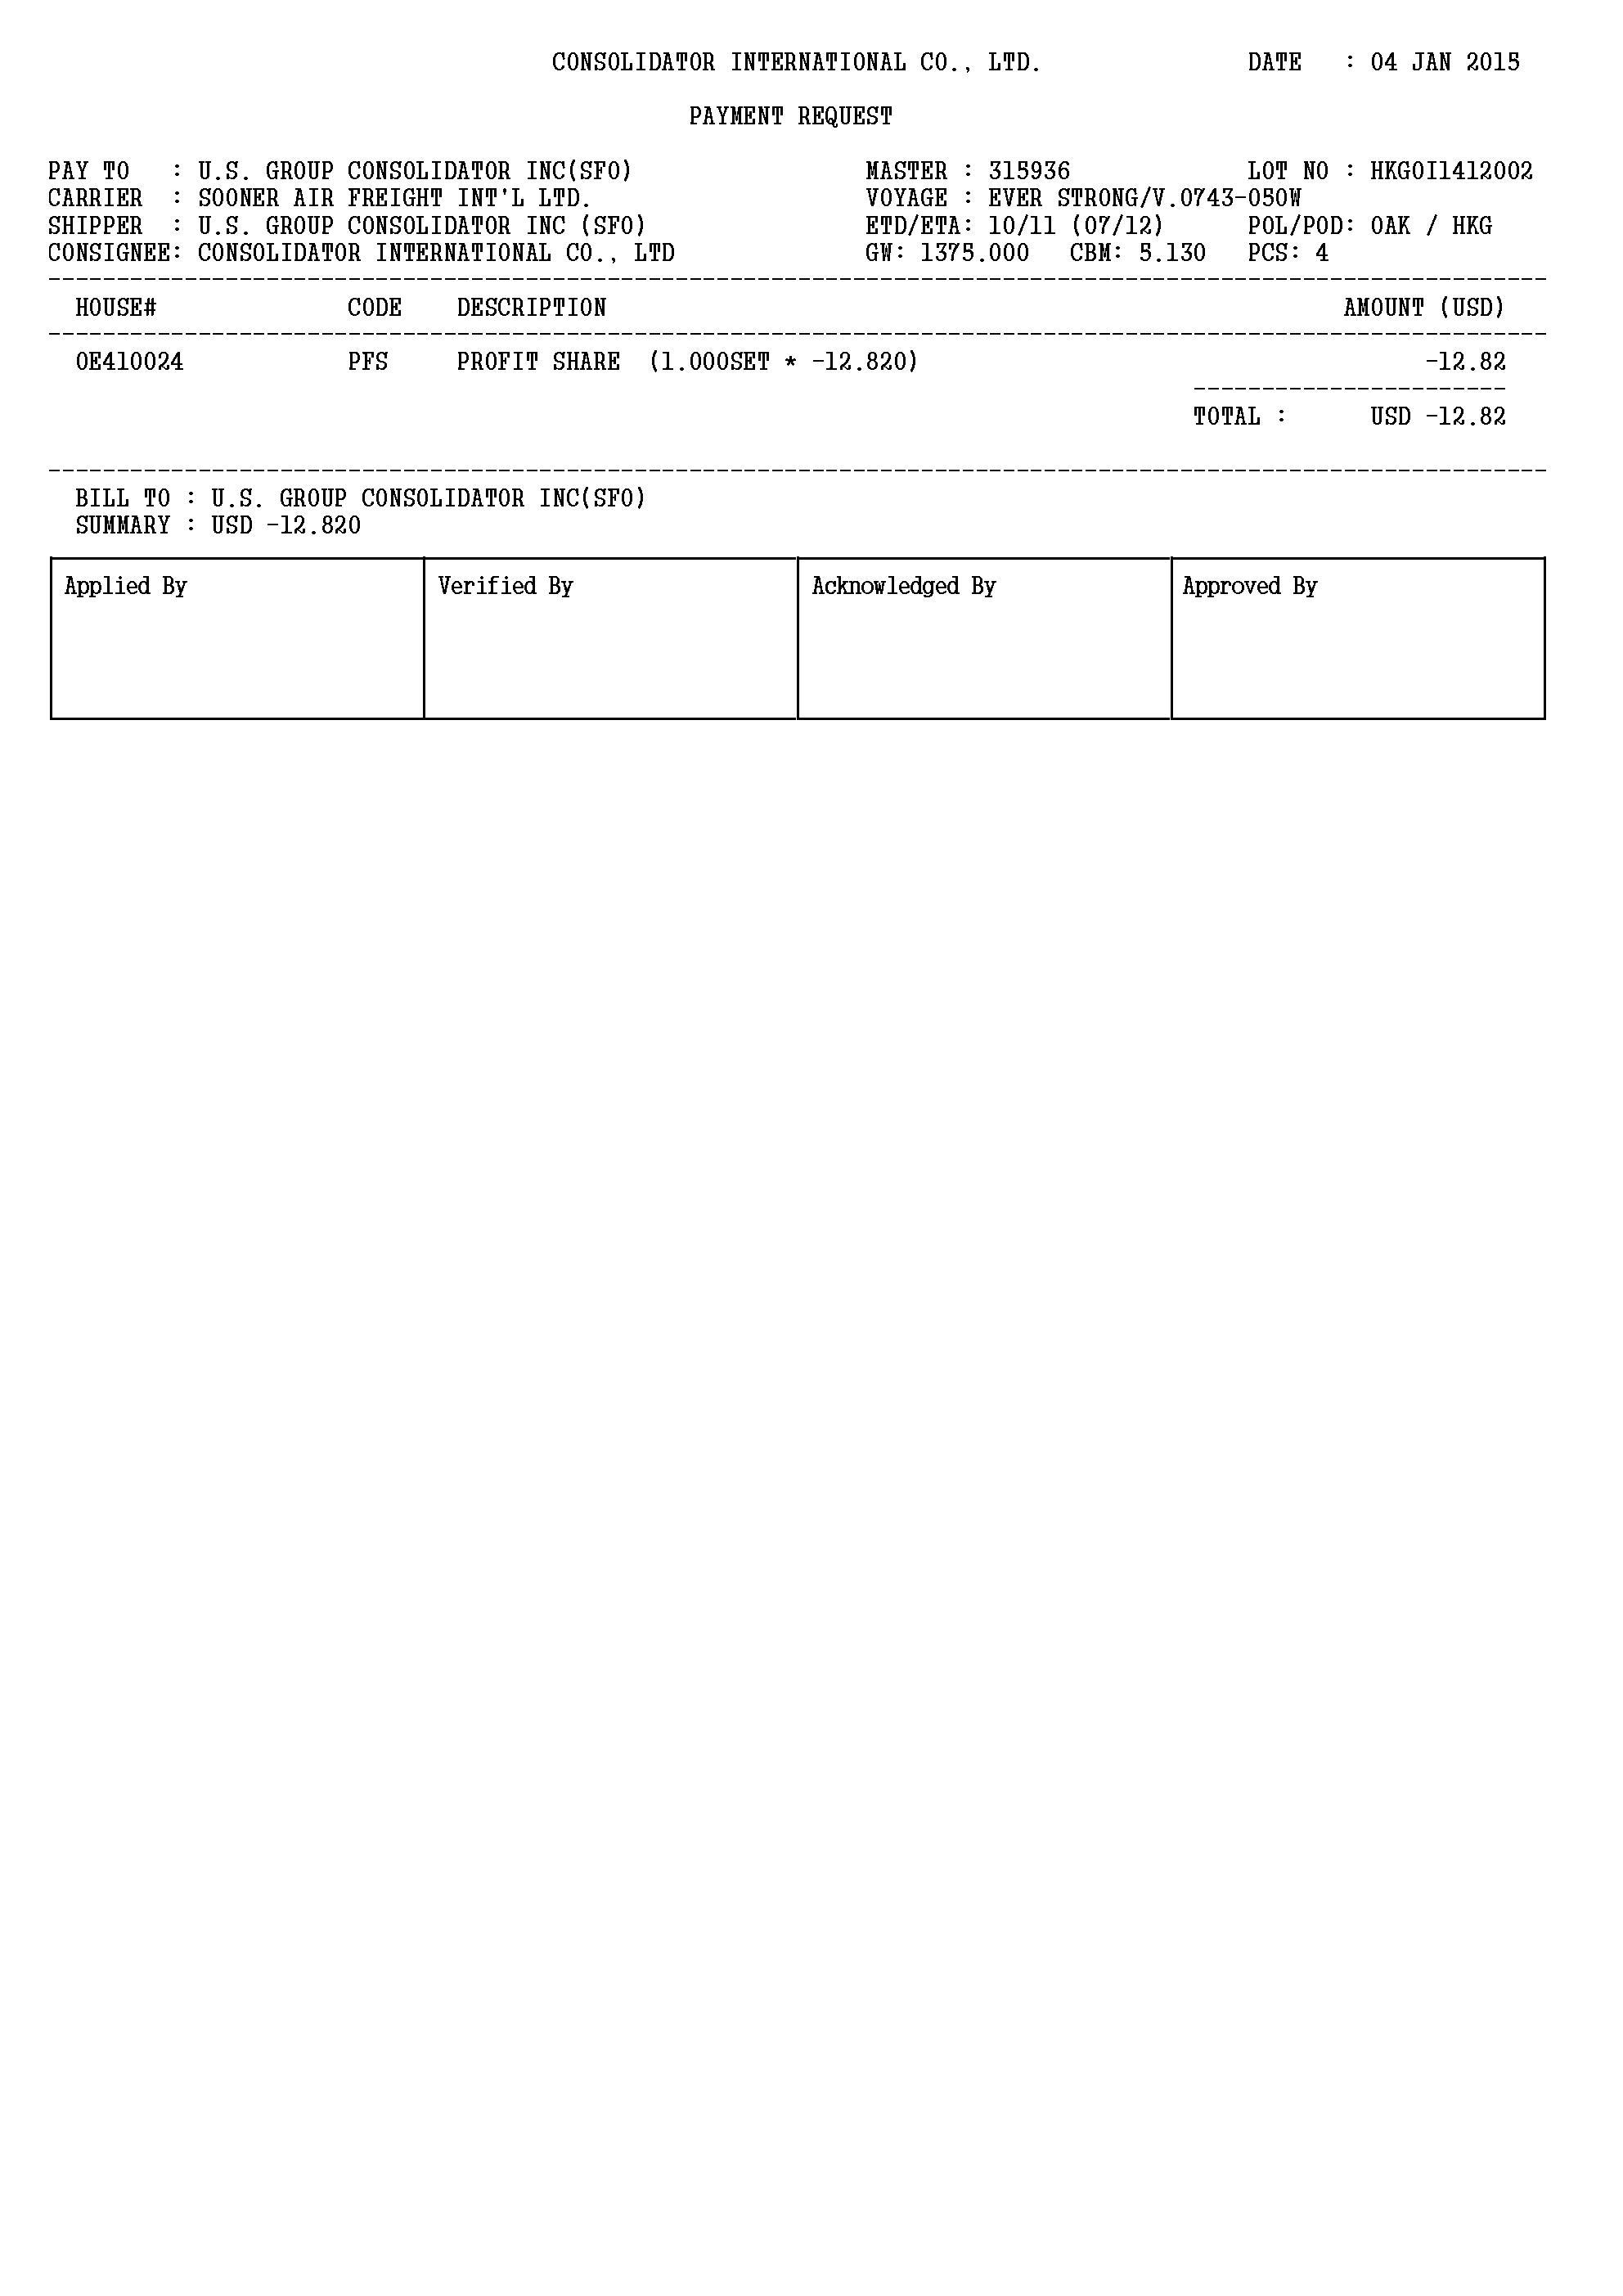 CONSOLIDATOR INTERNATIONAL CO., LTD. DATE : 04 JAN 2015
PAYMENT REQUEST
PAY TO : U.S. GROUP CONSOLIDATOR INC(SFO) MASTER : 315936 LOT NO : HKGOI1412002
CARRIER : SOONER AIR FREIGHT INT'L LTD. VOYAGE : EVER STRONG/V.0743-050W
SHIPPER : U.S. GROUP CONSOLIDATOR INC (SFO) ETD/ETA: 10/11 (07/12) POL/POD: OAK / HKG
CONSIGNEE: CONSOLIDATOR INTERNATIONAL CO., LTD GW: 1375.000 CBM: 5.130 PCS: 4
HOUSE# CODE DESCRIPTION AMOUNT (USD)
OE410024 PFS PROFIT SHARE (1.000SET * -12.820) -12.82
TOTAL : USD -12.82
BILL TO : U.S. GROUP CONSOLIDATOR INC(SFO)
SUMMARY : USD -12.820
Applied By Verified By Acknowledged By Approved By